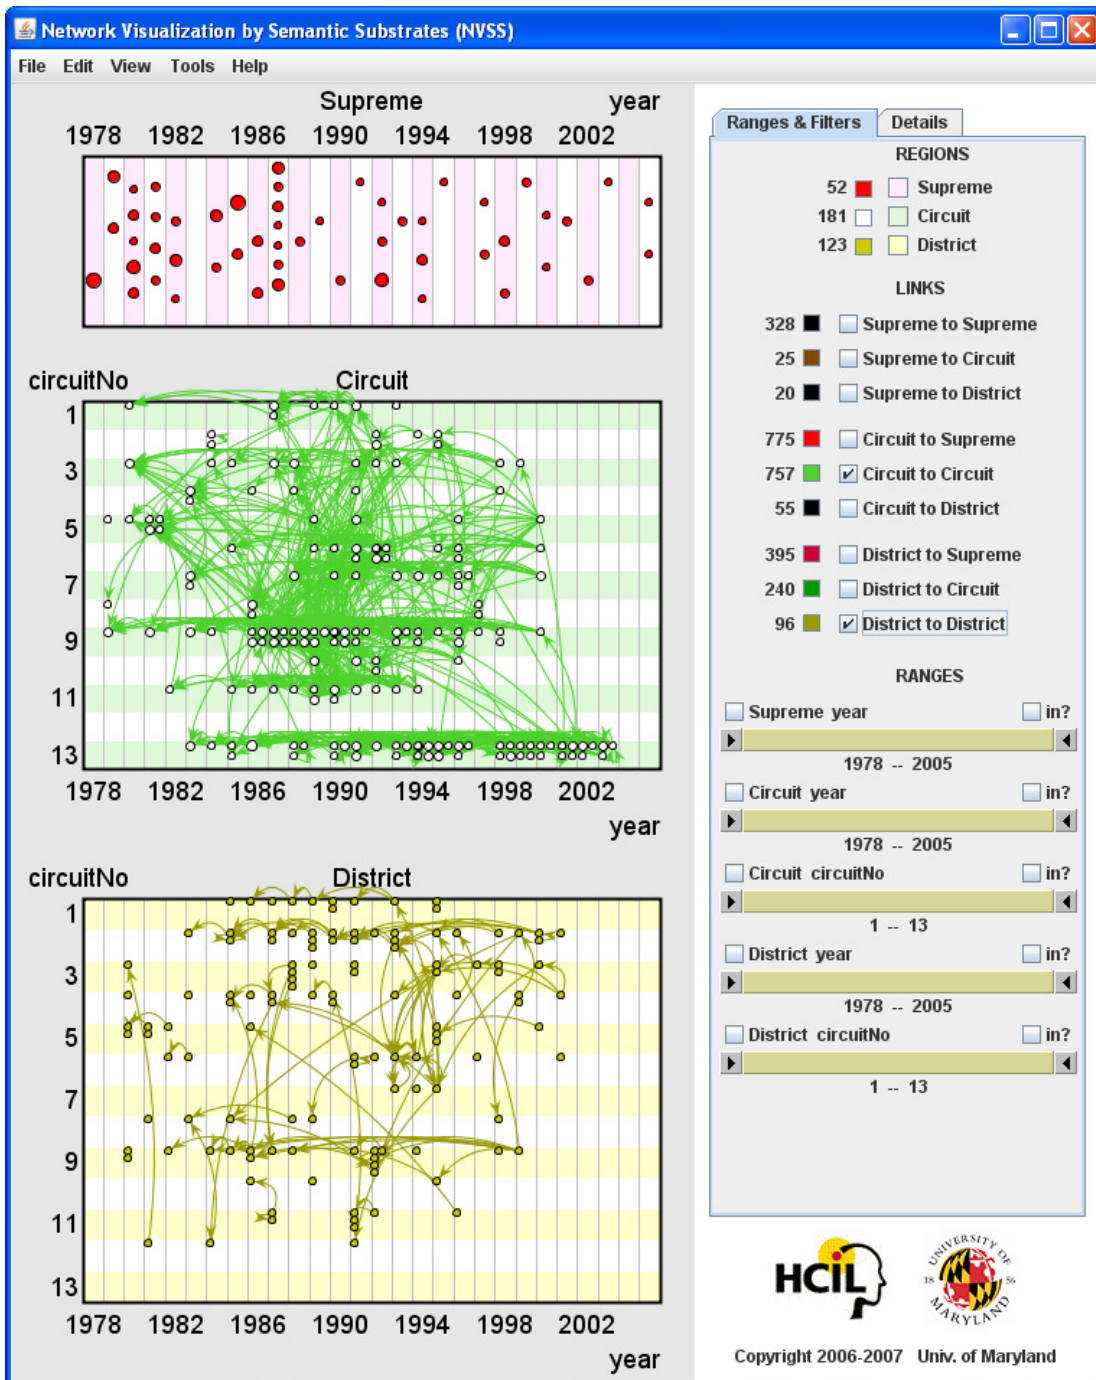 Network Visualization by Semantic Substrates (NVSS)
File Edit View Tools Help
Supreme year
1978 1982 1986 1990 1994 1998 2002
circuitNo Circuit
1
3
5
7
9
11
13
1978 1982 1986 1990 1994 1998 2002
year
circuitNo District
1
3
5
7
9
11
13
1978 1982 1986 1990 1994 1998 2002
year
Ranges & Filters Details
REGIONS
52 Supreme
181 Circuit
123 District
LINKS
328 Supreme to Supreme
25 Supreme to Circuit
20 Supreme to District
775 Circuit to Supreme
757 Circuit to Circuit
55 Circuit to District
395 District to Supreme
240 District to Circuit
96 District to District
RANGES
Supreme year in?
1978 -- 2005
Circuit year in?
1978 -- 2005
Circuit circuitNo in?
1 -- 13
District year in?
1978 -- 2005
District circuitNo in?
1 -- 13
HCIL
UNIVERSITY OF
18 56
MARYLAND
Copyright 2006-2007 Univ. of Maryland